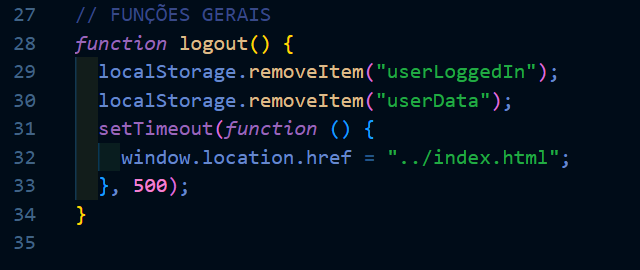 27 // FUNÇÕES GERAIS
28 function logout() {
29 localStorage.removeItem("userLoggedIn");
30 localStorage.removeItem("userData");
31 setTimeout(function () {
32 window.location.href = "../index.html";
33 }, 500);
34 }
35